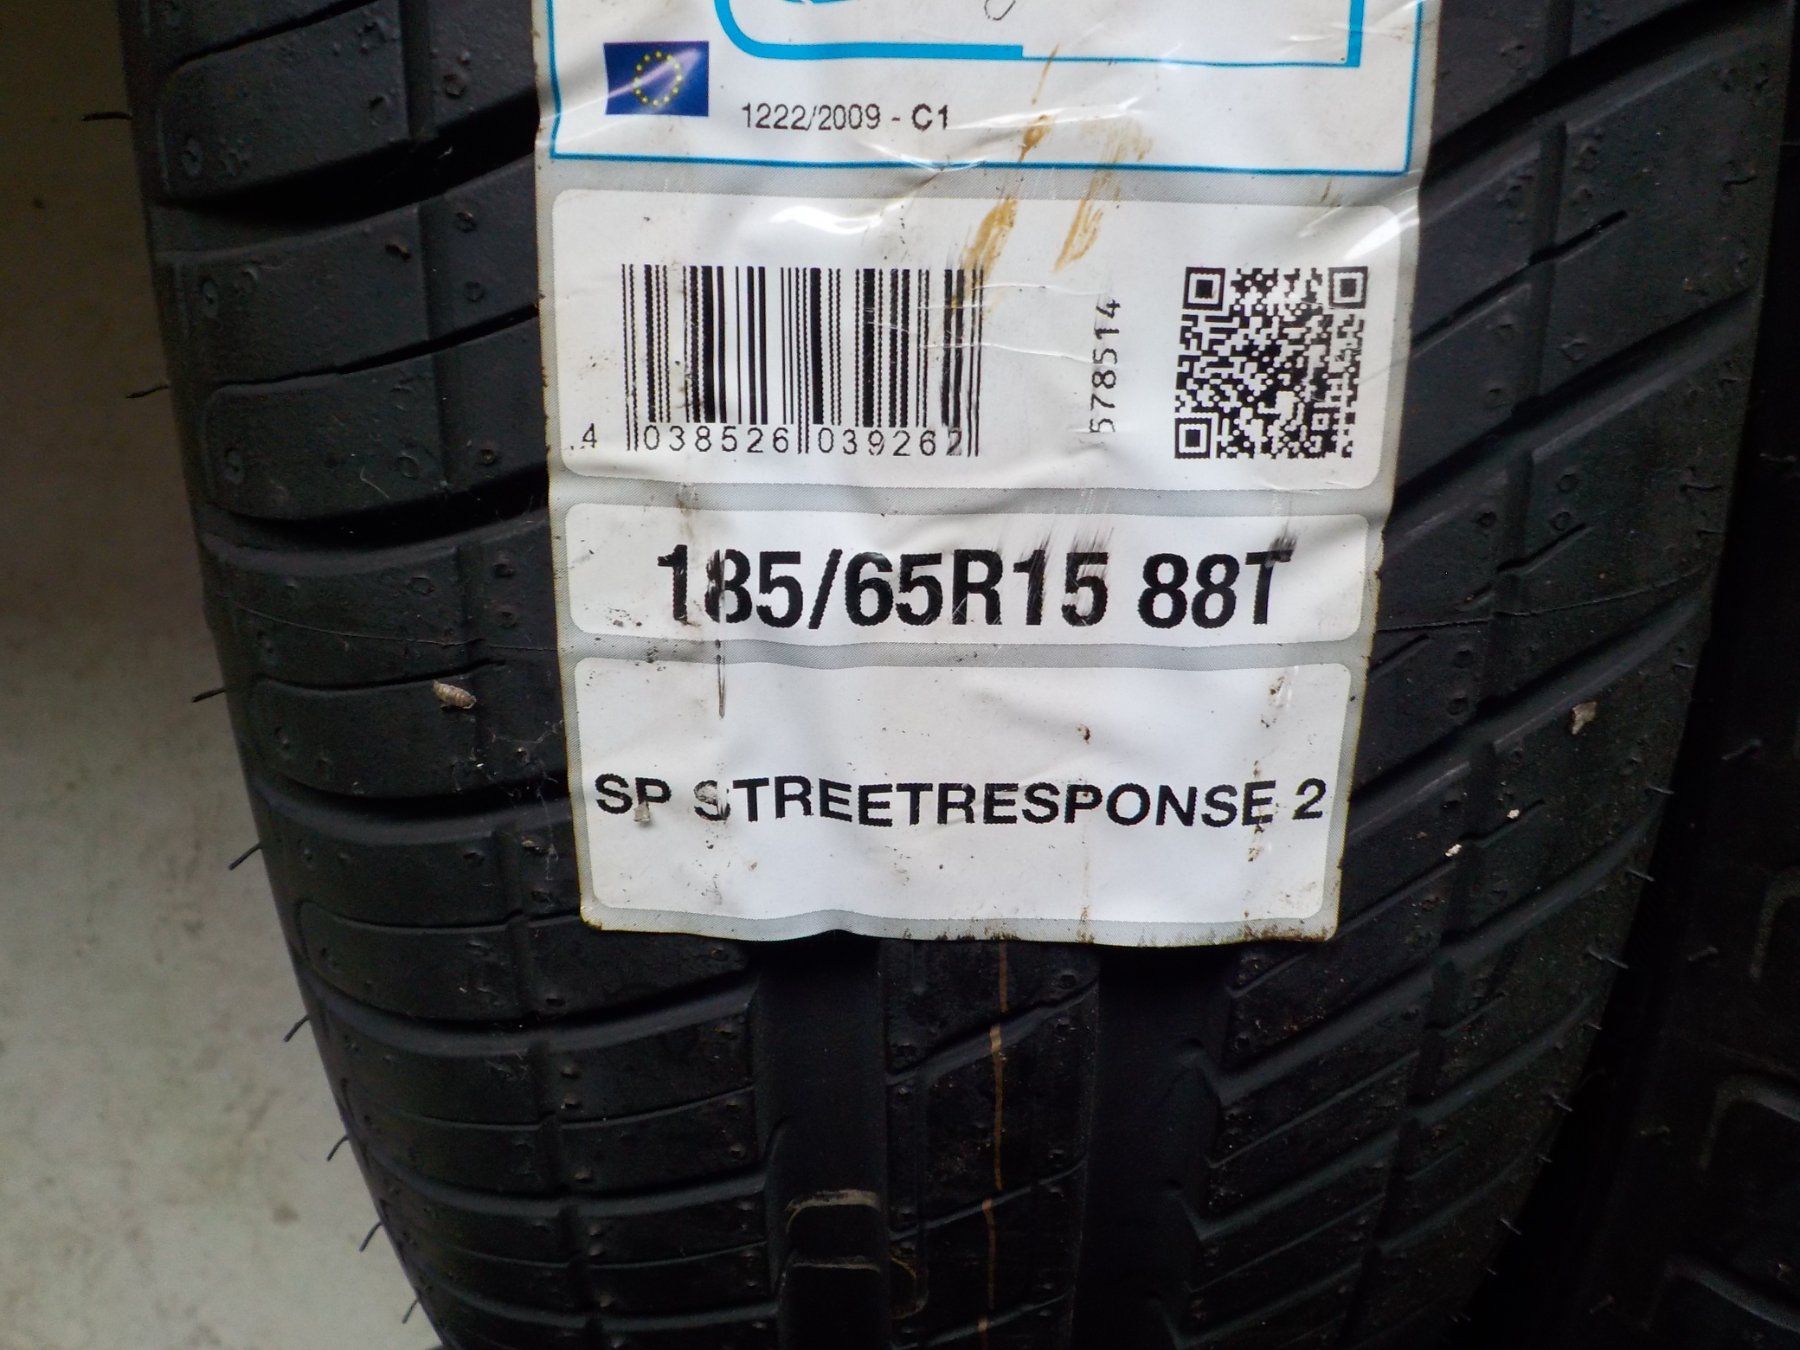 1222/2009 - C1
4 038526 039262
578514
185/65R15 88T
SP STREETRESPONSE 2